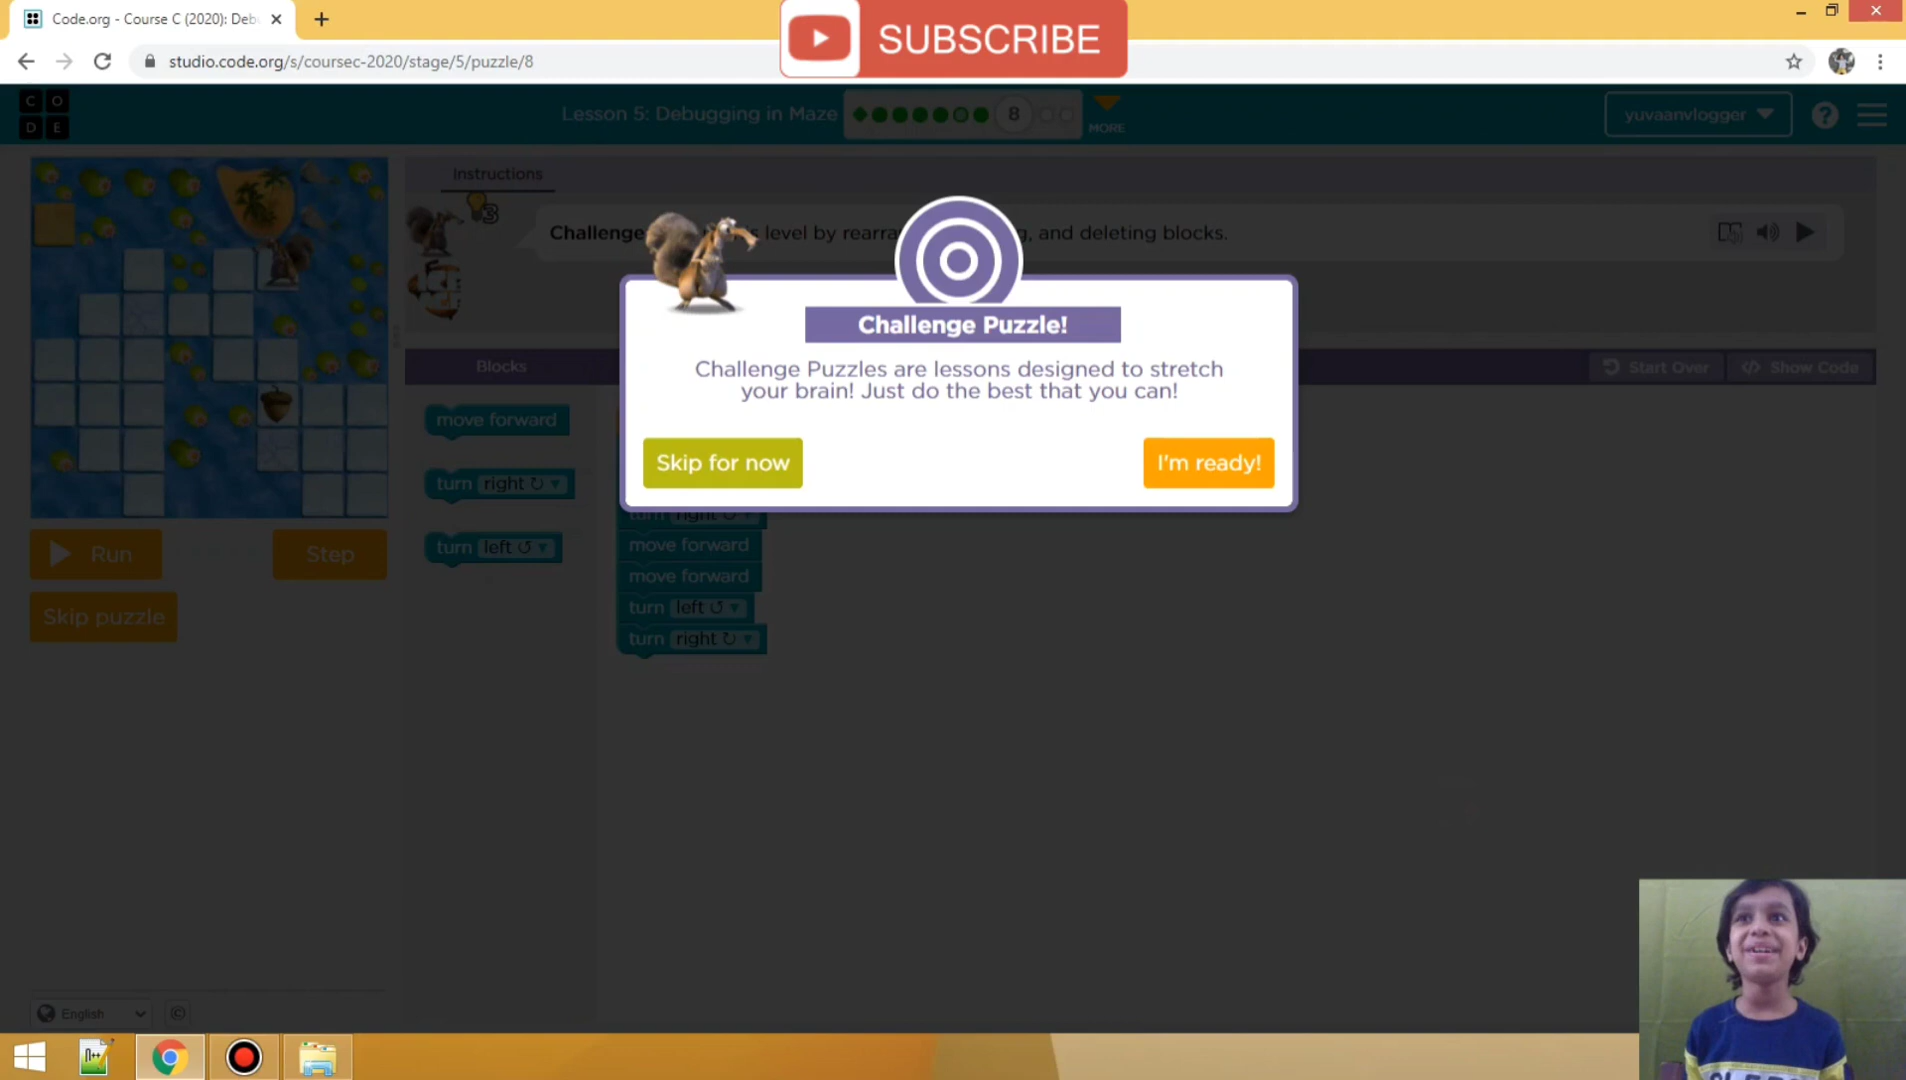 Code.org - Course C (2020): Deb
SUBSCRIBE
studio.code.org/s/coursec-2020/stage/5/puzzle/8
C O
D E
Lesson 5: Debugging in Maze
8
MORE
yuvaanvlogger
?
Instructions
3
Challenge
s level by rearra
g, and deleting blocks.
Challenge Puzzle!
Challenge Puzzles are lessons designed to stretch
your brain! Just do the best that you can!
Skip for now
I'm ready!
Blocks
Start Over
Show Code
move forward
turn right
turn left
turn right
move forward
move forward
turn left
turn right
Run
Step
Skip puzzle
English
©